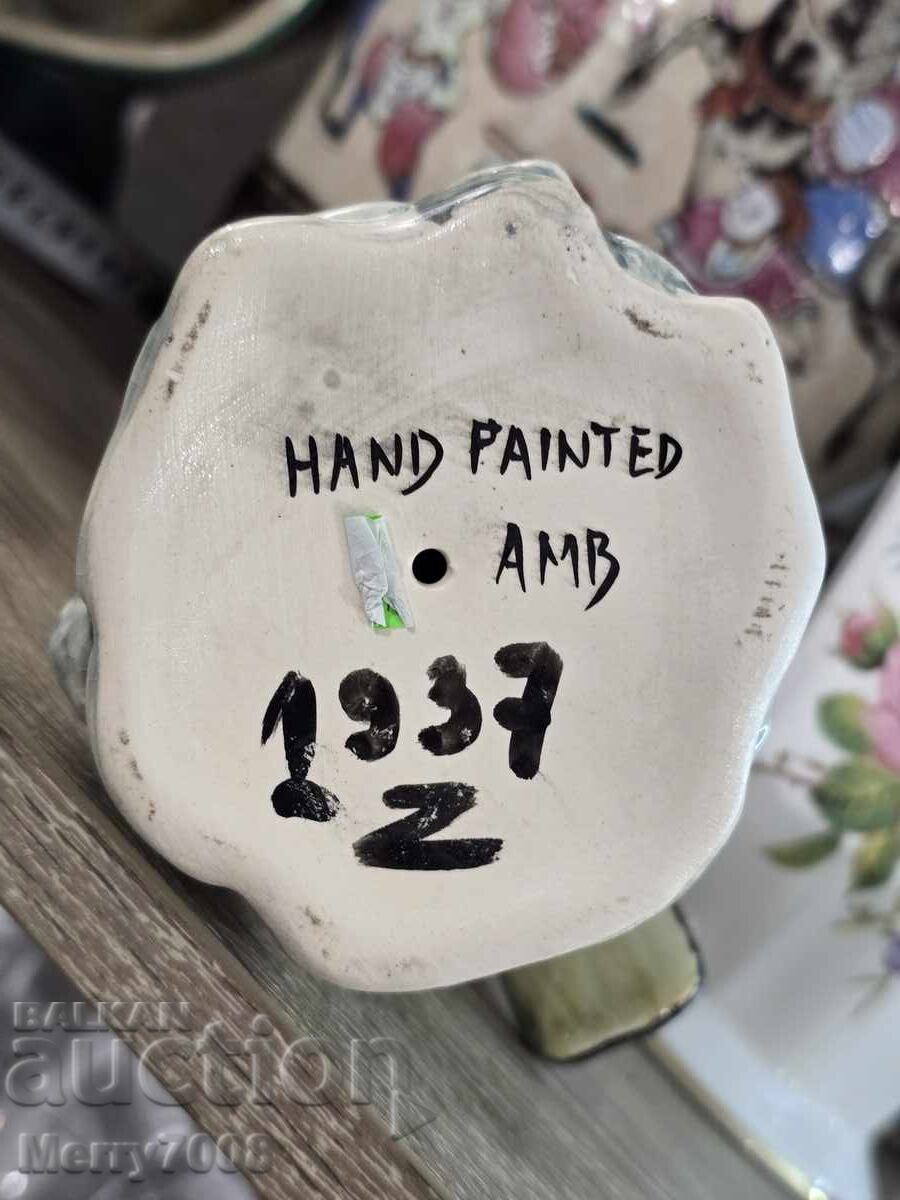 HAND PAINTED
AMB
1937
Z
BALKAN
auction
Merry7008